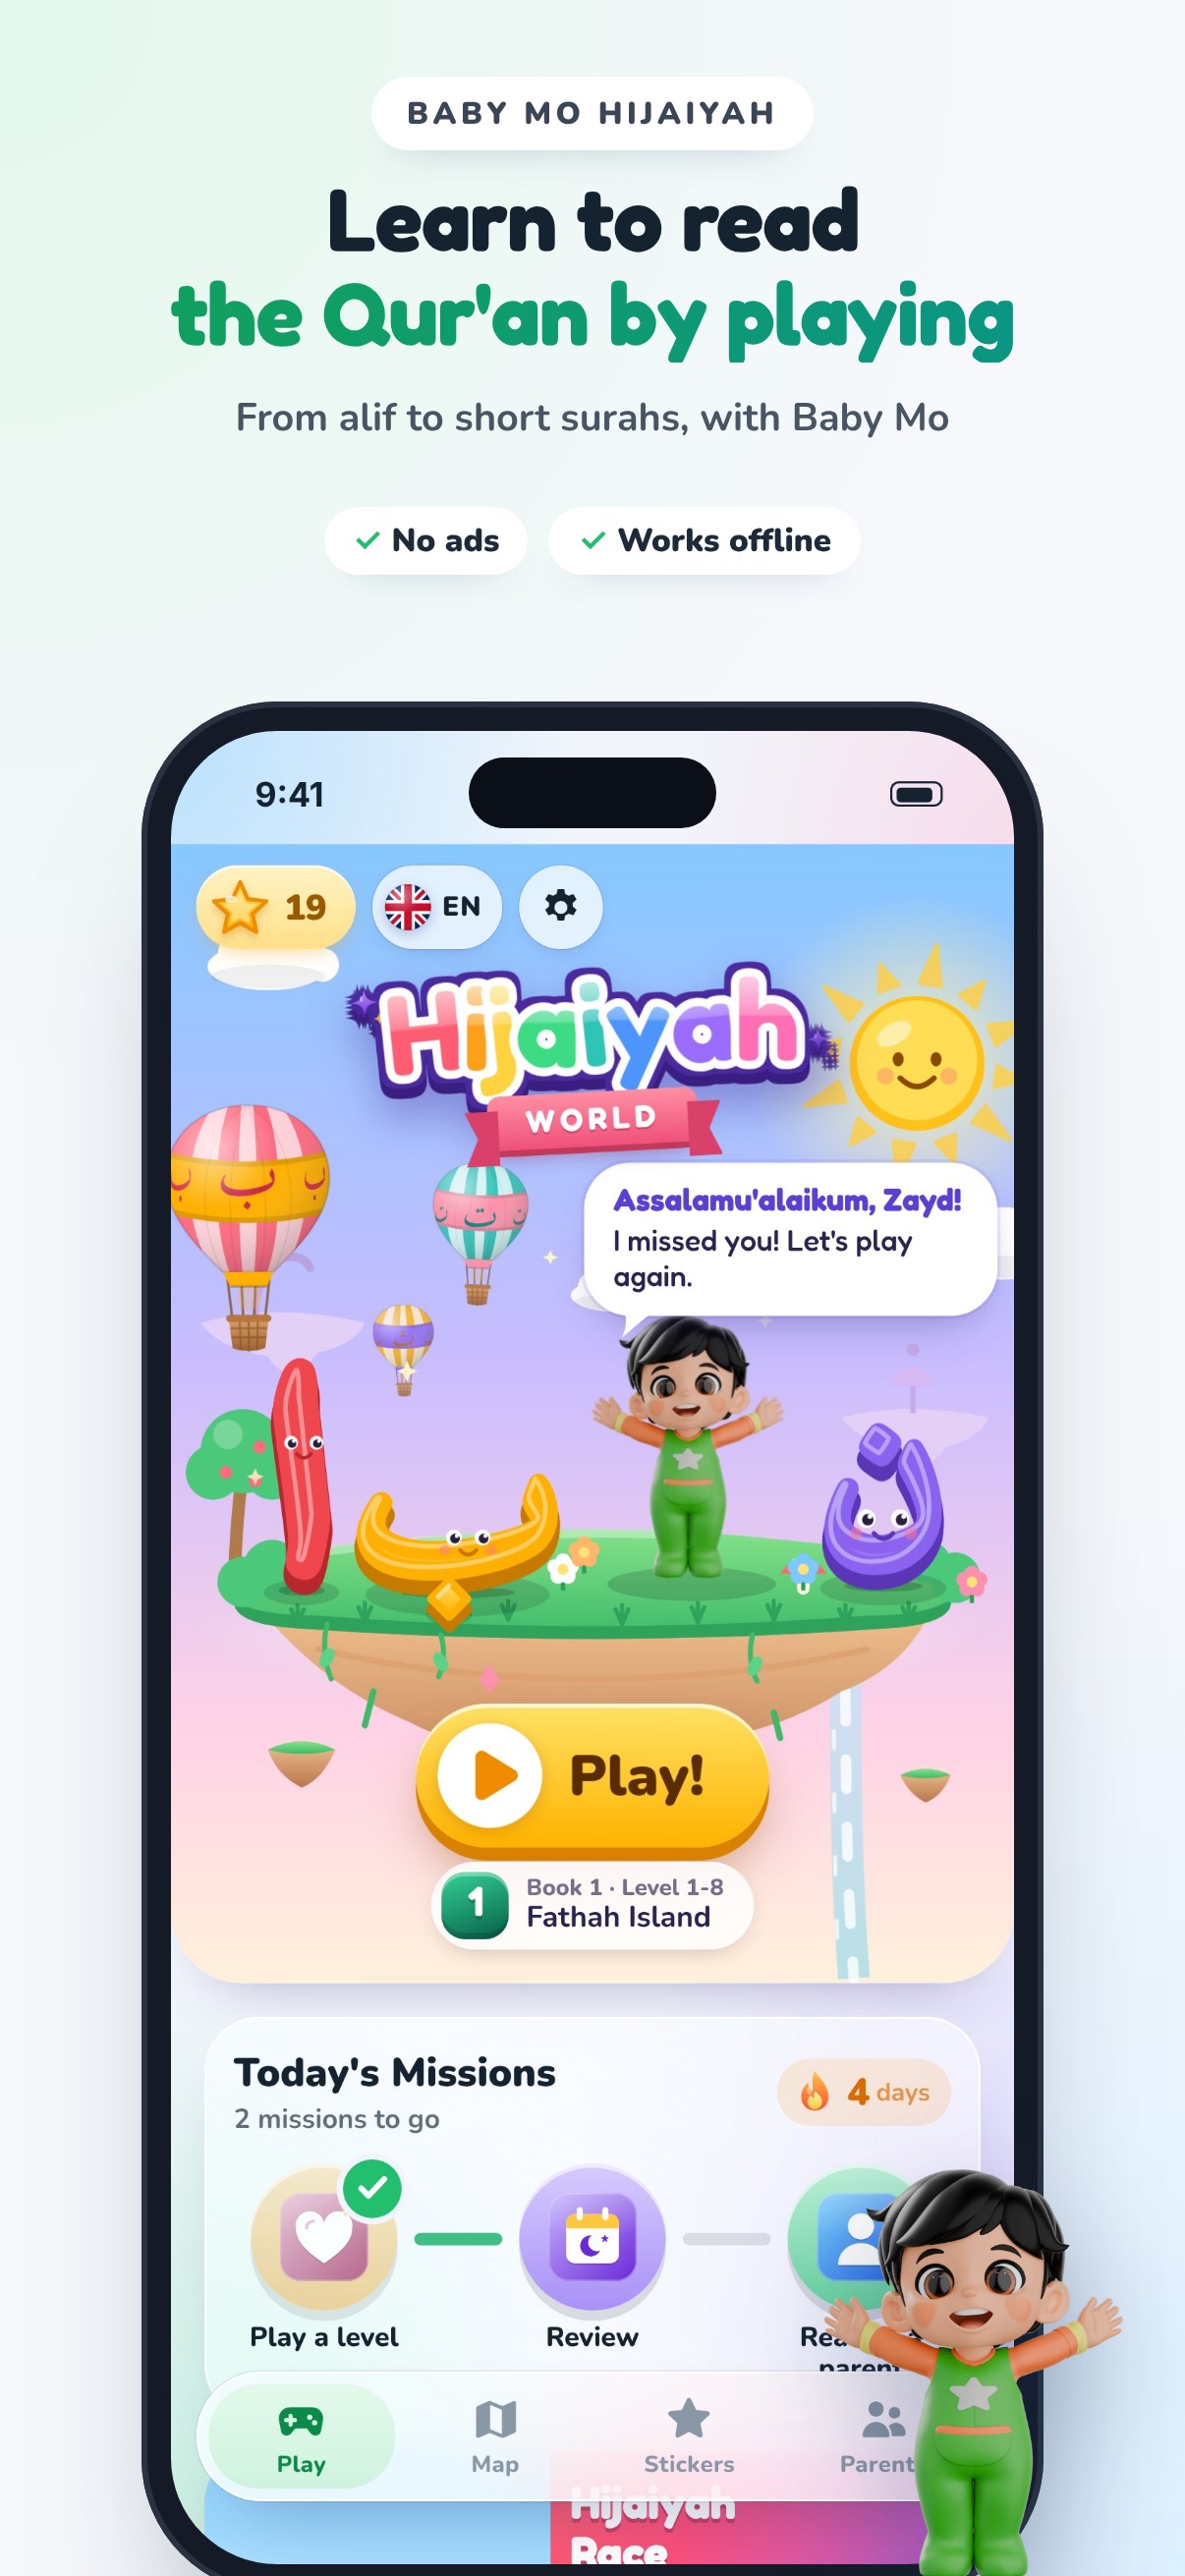 BABY MO HIJAIYAH
Learn to read
the Qur'an by playing
From alif to short surahs, with Baby Mo
No ads
Works offline
9:41
19
EN
Hijaiyah
WORLD
ب ب ب
ن ت ن
Assalamu'alaikum, Zayd!
I missed you! Let's play
again.
Play!
1
Book 1 · Level 1-8
Fathah Island
Today's Missions
2 missions to go
4 days
Play a level
Review
parent
Play
Map
Stickers
Parent
Hijaiyah
Race